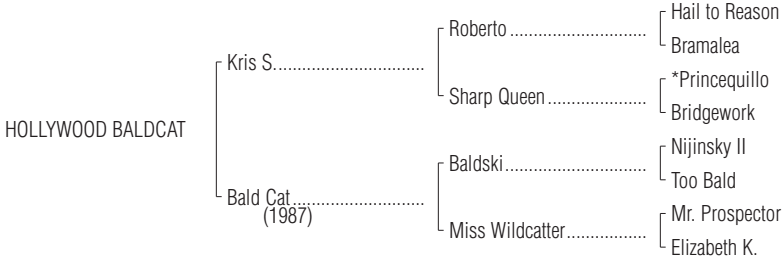 Hail to Reason
Roberto ..............................
Bramalea
Kris S. ................................
*Princequillo
Sharp Queen ......................
Bridgework
HOLLYWOOD BALDCAT
Nijinsky II
Baldski ...............................
Too Bald
Bald Cat .............................
(1987)
Mr. Prospector
Miss Wildcatter .................
Elizabeth K.